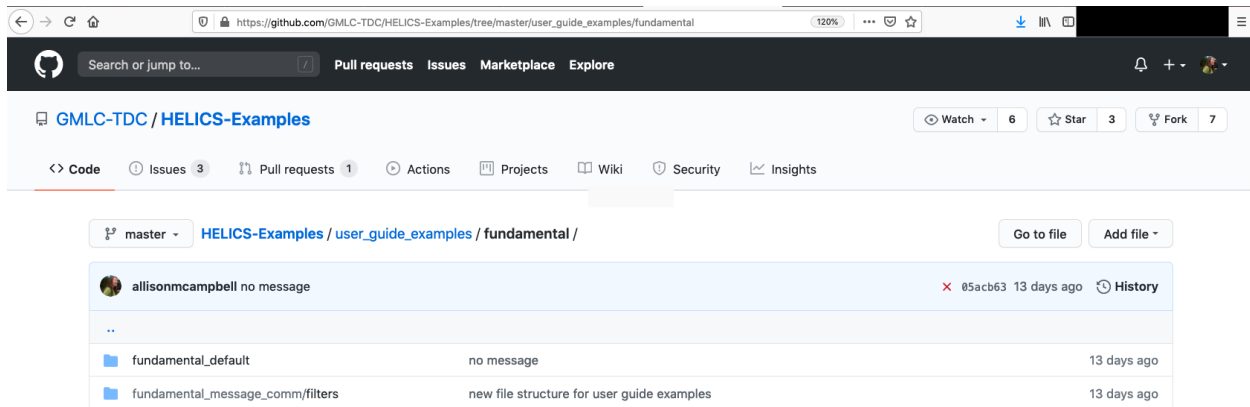 https://github.com/GMLC-TDC/HELICS-Examples/tree/master/user_guide_examples/fundamental 120%
Search or jump to... / Pull requests Issues Marketplace Explore
GMLC-TDC / HELICS-Examples Watch 6 Star 3 Fork 7
Code Issues 3 Pull requests 1 Actions Projects Wiki Security Insights
master HELICS-Examples / user_guide_examples / fundamental / Go to file Add file
allisonmcampbell no message 05acb63 13 days ago History
..
fundamental_default no message 13 days ago
fundamental_message_comm/filters new file structure for user guide examples 13 days ago